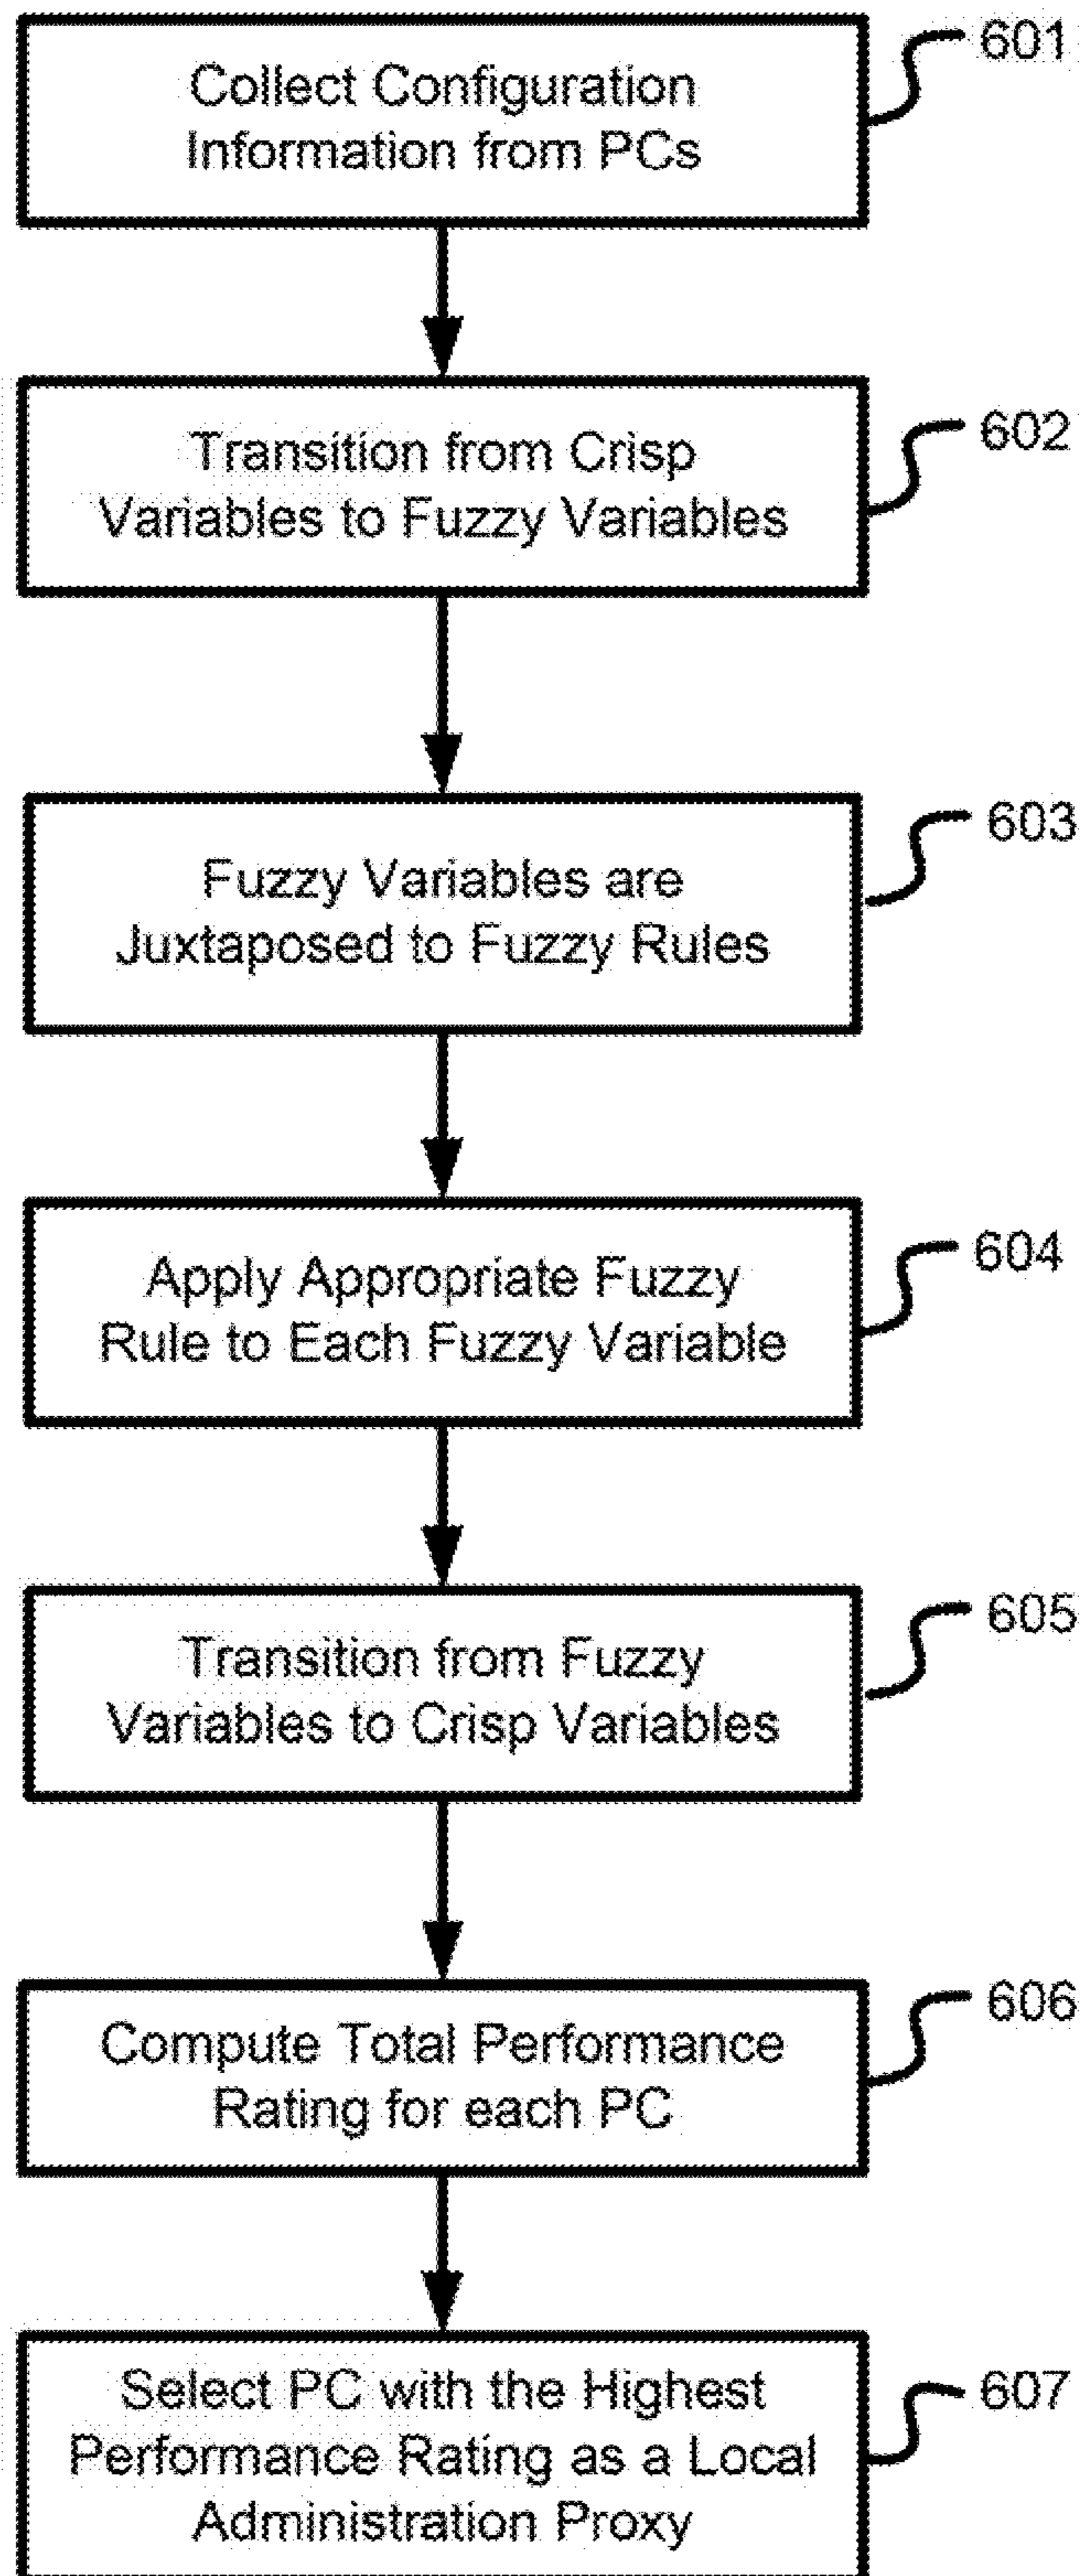 Collect Configuration
Information from PCs
601
Transition from Crisp
Variables to Fuzzy Variables
602
Fuzzy Variables are
Juxtaposed to Fuzzy Rules
603
Apply Appropriate Fuzzy
Rule to Each Fuzzy Variable
604
Transition from Fuzzy
Variables to Crisp Variables
605
Compute Total Performance
Rating for each PC
606
Select PC with the Highest
Performance Rating as a Local
Administration Proxy
607